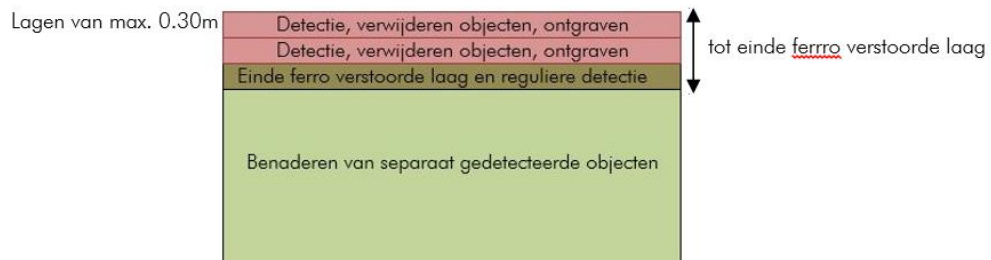 Lagen van max. 0.30m
Detectie, verwijderen objecten, ontgraven
Detectie, verwijderen objecten, ontgraven
tot einde ferrro verstoorde laag
Einde ferro verstoorde laag en reguliere detectie
Benaderen van separaat gedetecteerde objecten